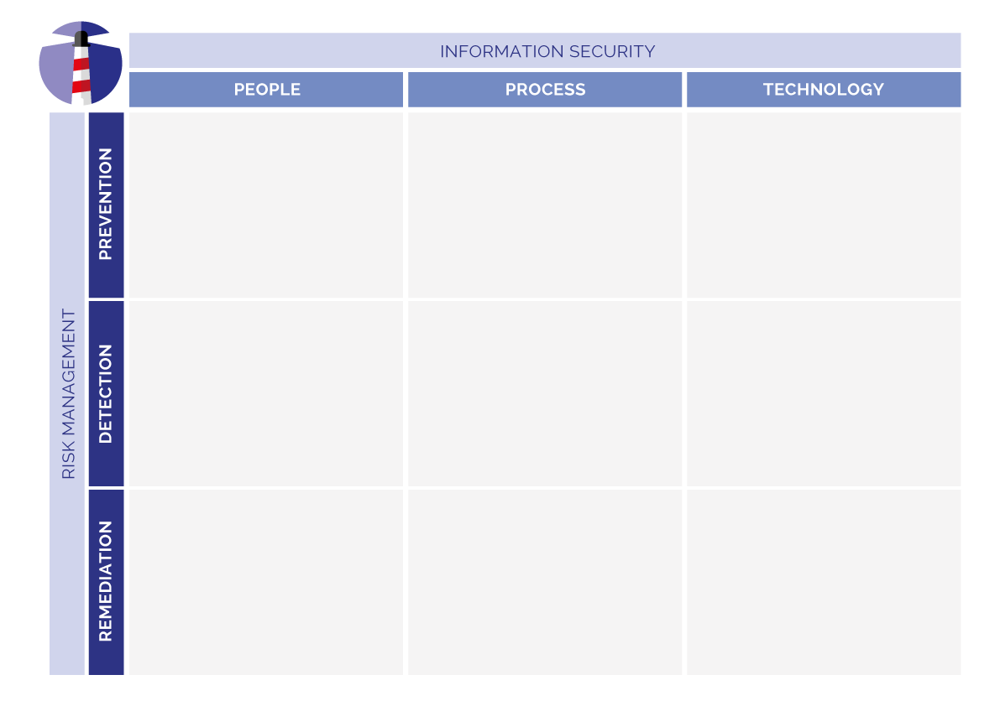 INFORMATION SECURITY
PEOPLE
PROCESS
TECHNOLOGY
RISK MANAGEMENT
PREVENTION
DETECTION
REMEDIATION